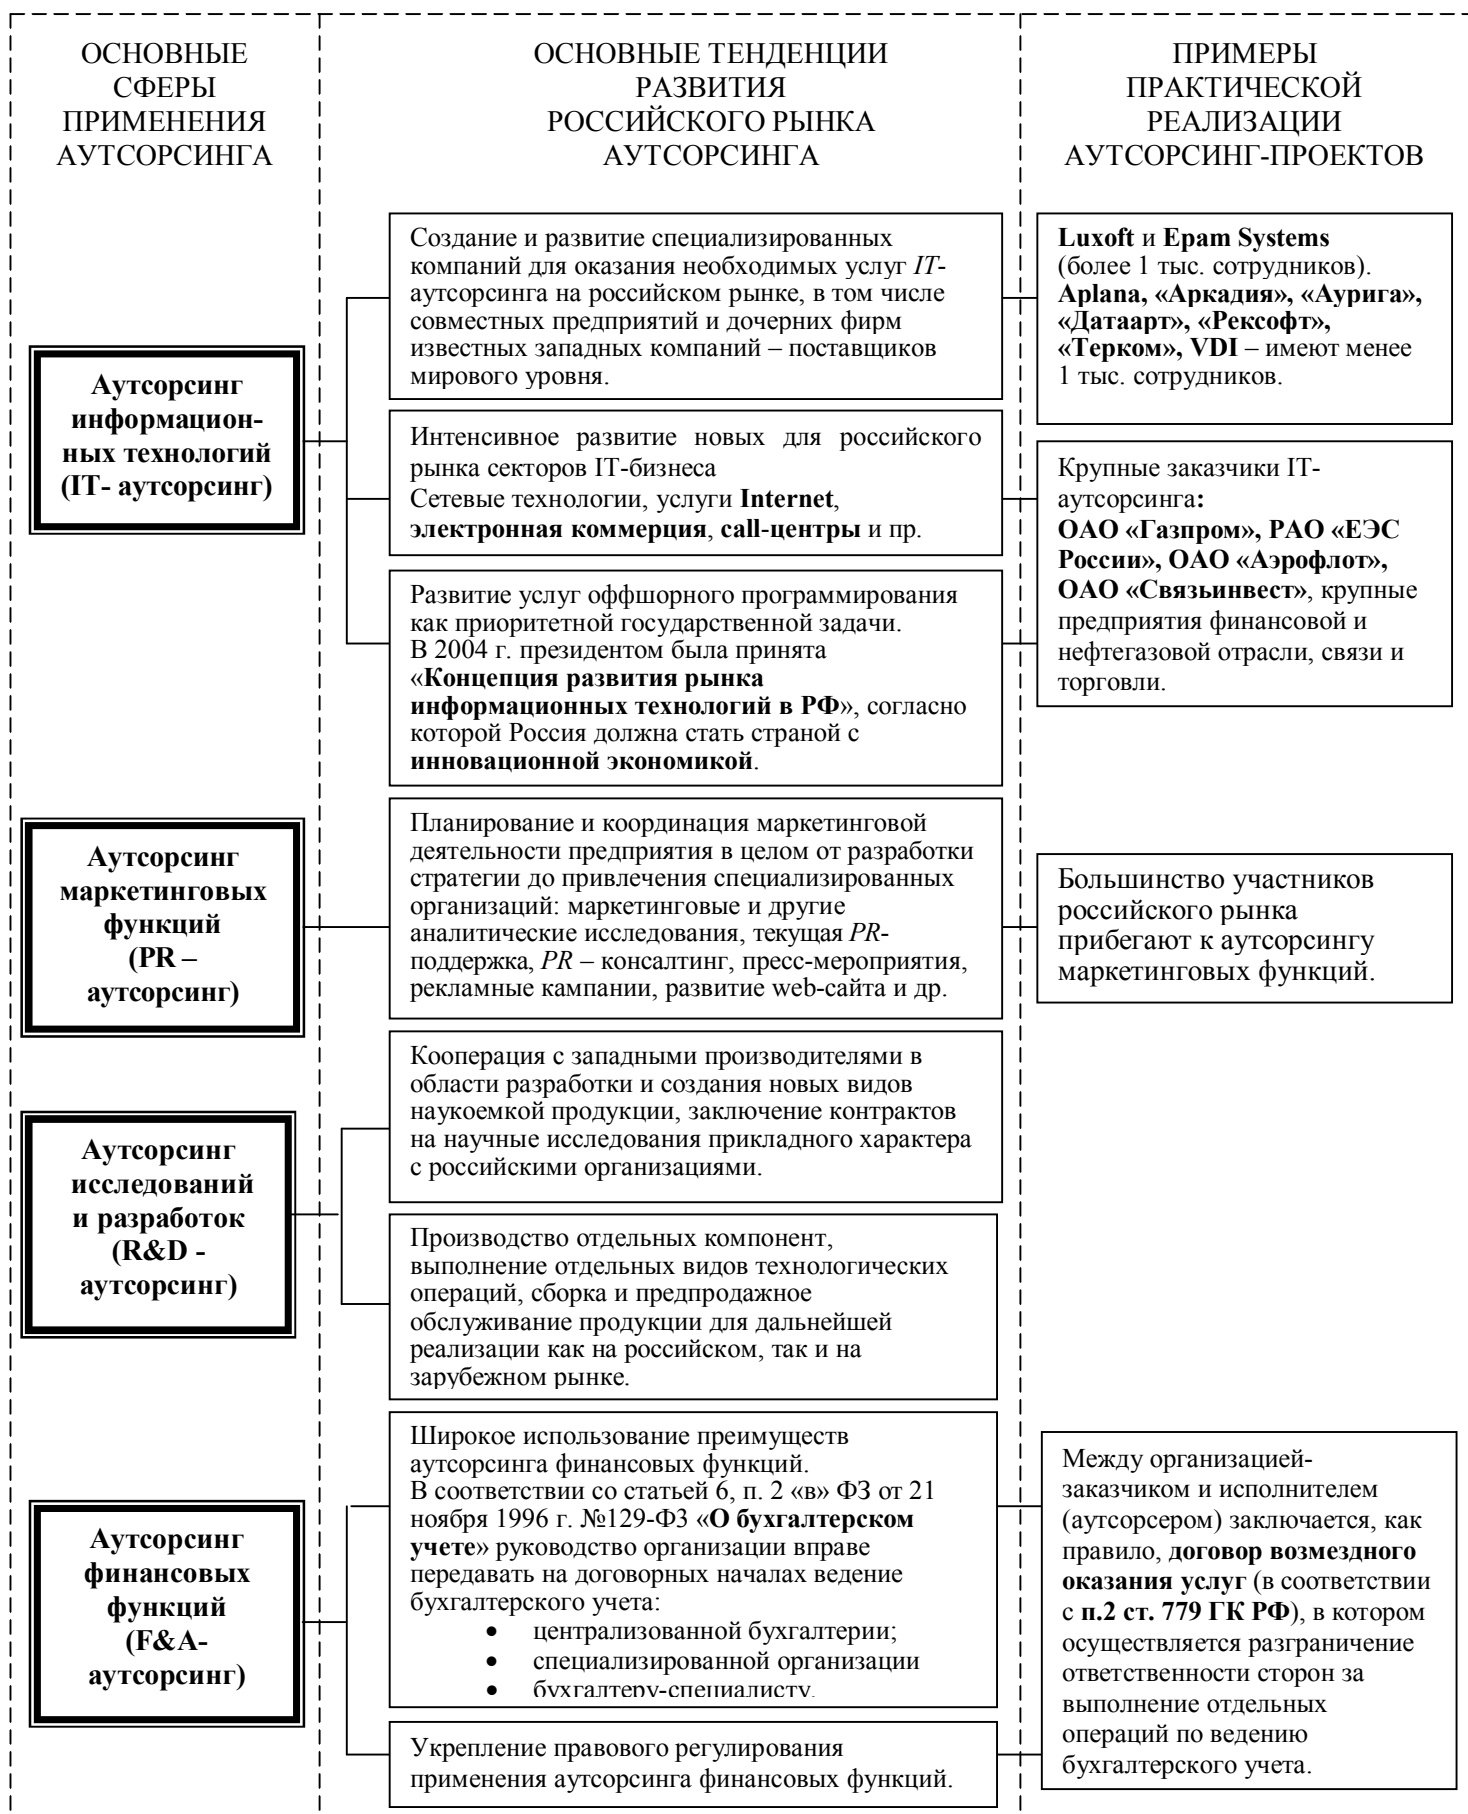 ОСНОВНЫЕ
СФЕРЫ
ПРИМЕНЕНИЯ
АУТСОРСИНГА
ОСНОВНЫЕ ТЕНДЕНЦИИ
РАЗВИТИЯ
РОССИЙСКОГО РЫНКА
АУТСОРСИНГА
ПРИМЕРЫ
ПРАКТИЧЕСКОЙ
РЕАЛИЗАЦИИ
АУТСОРСИНГ-ПРОЕКТОВ
Аутсорсинг
информацион-
ных технологий
(IT- аутсорсинг)
Создание и развитие специализированных
компаний для оказания необходимых услуг IT-
аутсорсинга на российском рынке, в том числе
совместных предприятий и дочерних фирм
известных западных компаний – поставщиков
мирового уровня.
Luxoft и Epam Systems
(более 1 тыс. сотрудников).
Aplana, «Аркадия», «Аурига»,
«Датаарт», «Рексофт»,
«Терком», VDI – имеют менее
1 тыс. сотрудников.
Интенсивное развитие новых для российского
рынка секторов IT-бизнеса
Сетевые технологии, услуги Internet,
электронная коммерция, call-центры и пр.
Крупные заказчики IT-
аутсорсинга:
ОАО «Газпром», РАО «ЕЭС
России», ОАО «Аэрофлот»,
ОАО «Связьинвест», крупные
предприятия финансовой и
нефтегазовой отрасли, связи и
торговли.
Развитие услуг оффшорного программирования
как приоритетной государственной задачи.
В 2004 г. президентом была принята
«Концепция развития рынка
информационных технологий в РФ», согласно
которой Россия должна стать страной с
инновационной экономикой.
Аутсорсинг
маркетинговых
функций
(PR –
аутсорсинг)
Планирование и координация маркетинговой
деятельности предприятия в целом от разработки
стратегии до привлечения специализированных
организаций: маркетинговые и другие
аналитические исследования, текущая PR-
поддержка, PR – консалтинг, пресс-мероприятия,
рекламные кампании, развитие web-сайта и др.
Большинство участников
российского рынка
прибегают к аутсорсингу
маркетинговых функций.
Аутсорсинг
исследований
и разработок
(R&D -
аутсорсинг)
Кооперация с западными производителями в
области разработки и создания новых видов
наукоемкой продукции, заключение контрактов
на научные исследования прикладного характера
с российскими организациями.
Производство отдельных компонент,
выполнение отдельных видов технологических
операций, сборка и предпродажное
обслуживание продукции для дальнейшей
реализации как на российском, так и на
зарубежном рынке.
Аутсорсинг
финансовых
функций
(F&A-
аутсорсинг)
Широкое использование преимуществ
аутсорсинга финансовых функций.
В соответствии со статьей 6, п. 2 «в» ФЗ от 21
ноября 1996 г. №129-ФЗ «О бухгалтерском
учете» руководство организации вправе
передавать на договорных началах ведение
бухгалтерского учета:
• централизованной бухгалтерии;
• специализированной организации
• бухгалтеру-специалисту.
Укрепление правового регулирования
применения аутсорсинга финансовых функций.
Между организацией-
заказчиком и исполнителем
(аутсорсером) заключается, как
правило, договор возмездного
оказания услуг (в соответствии
с п.2 ст. 779 ГК РФ), в котором
осуществляется разграничение
ответственности сторон за
выполнение отдельных
операций по ведению
бухгалтерского учета.